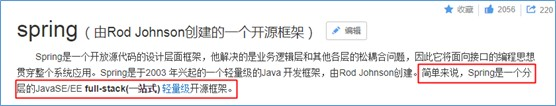 收藏 2056 220
spring（由Rod Johnson创建的一个开源框架） 编辑
Spring是一个开放源代码的设计层面框架，他解决的是业务逻辑层和其他各层的松耦合问题，因此它将面向接口的编程思想
贯穿整个系统应用。Spring是于2003 年兴起的一个轻量级的Java 开发框架，由Rod Johnson创建。简单来说，Spring是一个分
层的JavaSE/EE full-stack(一站式) 轻量级开源框架。